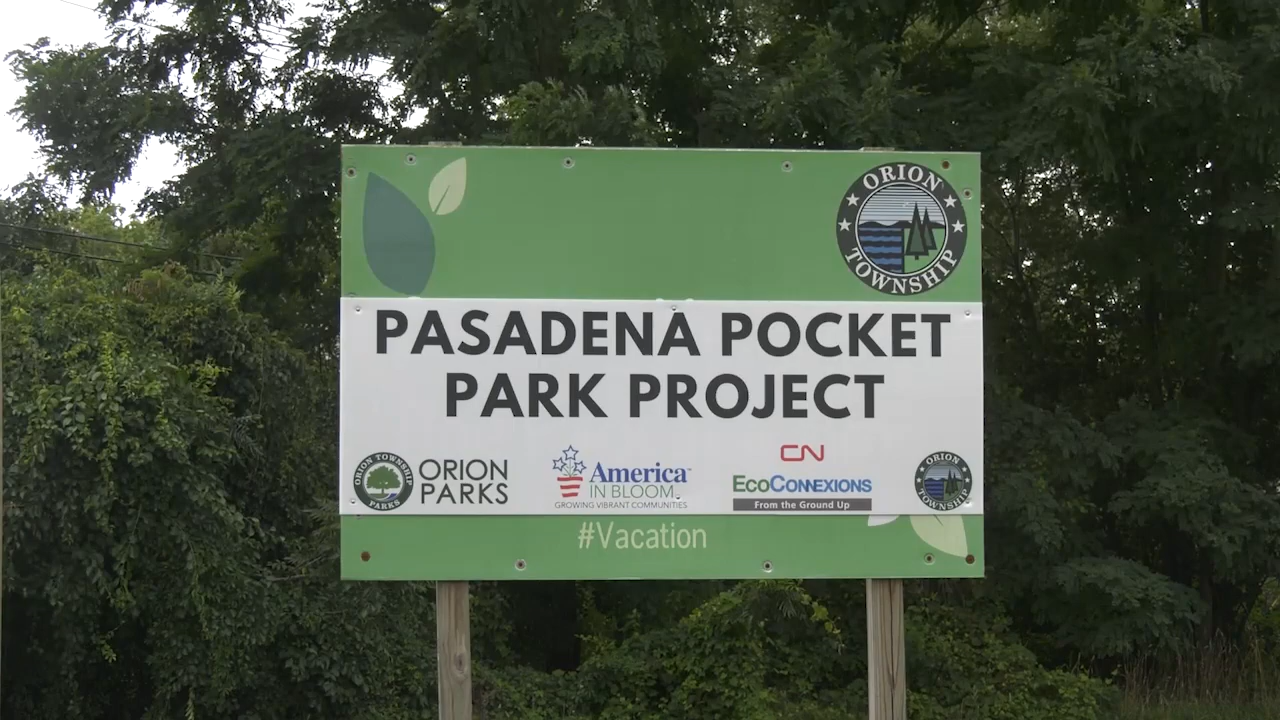 ORION
TOWNSHIP
PASADENA POCKET
PARK PROJECT
ORION TOWNSHIP
PARKS
ORION
PARKS
America
IN BLOOM
GROWING VIBRANT COMMUNITIES
CN
EcoConnexions
From the Ground Up
ORION
TOWNSHIP
#Vacation